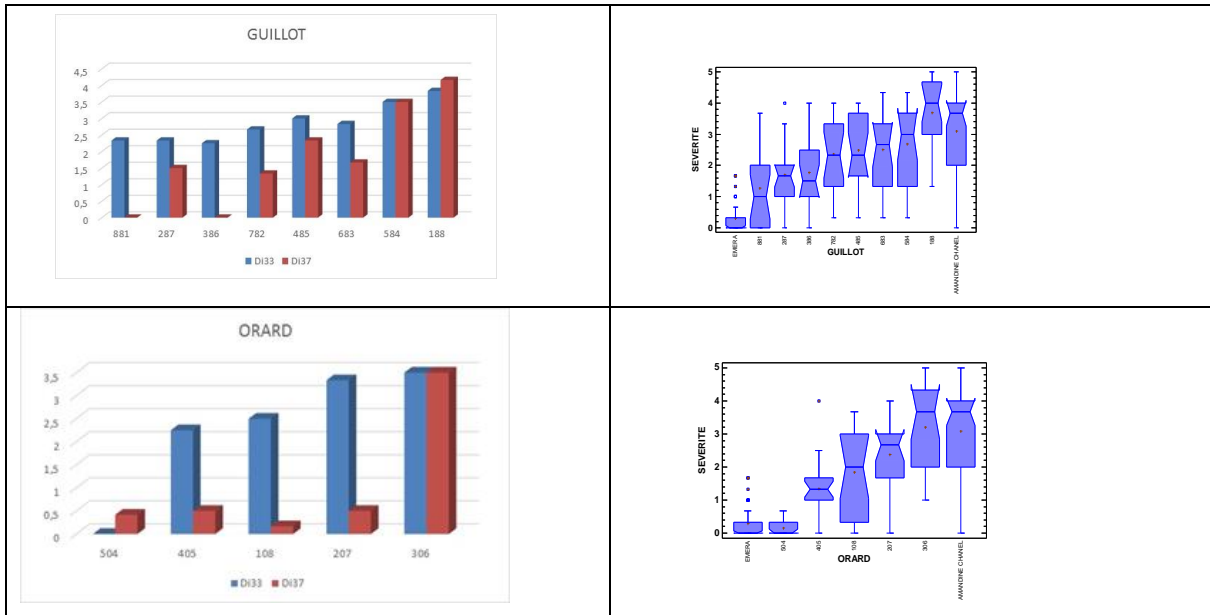 GUILLOT
4,5
4
3,5
3
2,5
2
1,5
1
0,5
0
881 287 386 782 485 683 584 188
Di33 Di37
SEVERITE
5
4
3
2
1
0
EMERA 881 287 386 782 485 683 584 188 AMANDINE CHANEL
GUILLOT
ORARD
3,5
3
2,5
2
1,5
1
0,5
0
504 405 108 207 306
Di33 Di37
SEVERITE
5
4
3
2
1
0
EMERA 504 405 108 207 306 AMANDINE CHANEL
ORARD